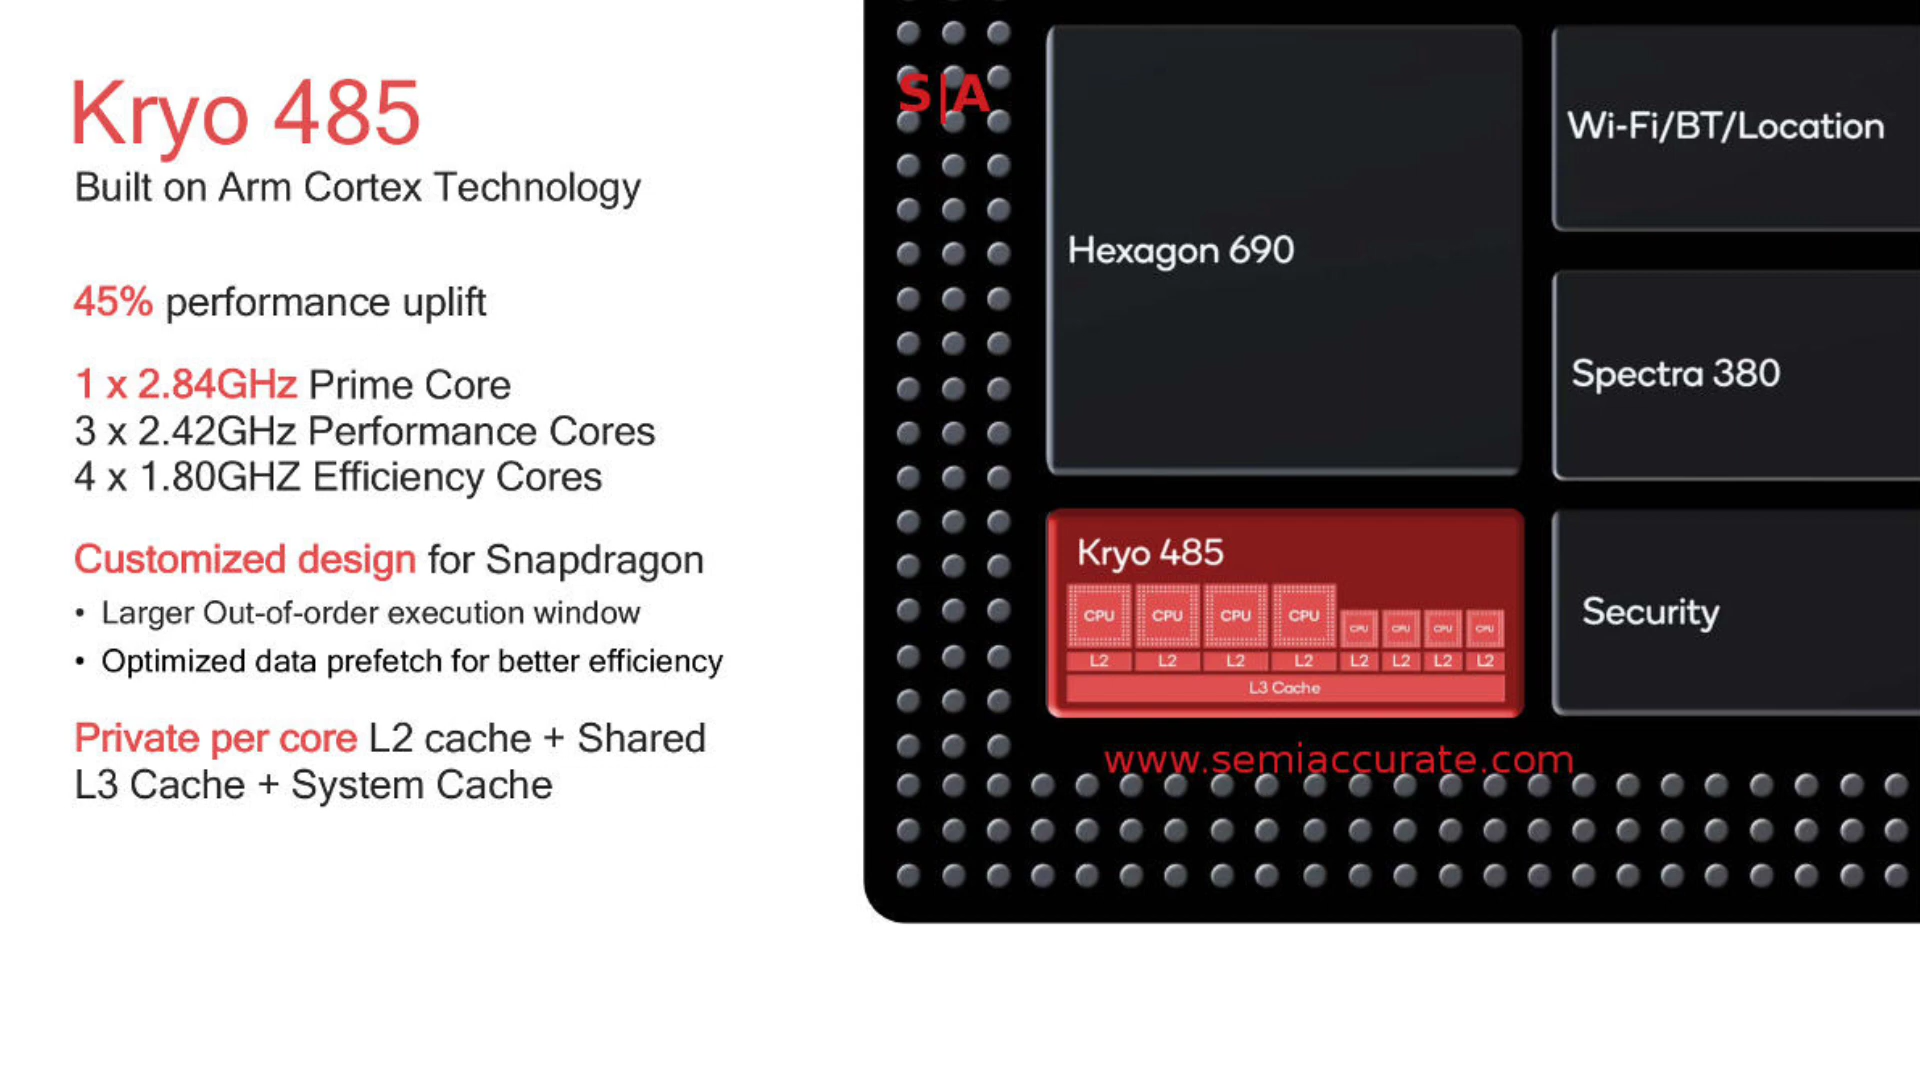 Kryo 485
Built on Arm Cortex Technology
45% performance uplift
1 x 2.84GHz Prime Core
3 x 2.42GHz Performance Cores
4 x 1.80GHZ Efficiency Cores
Customized design for Snapdragon
• Larger Out-of-order execution window
• Optimized data prefetch for better efficiency
Private per core L2 cache + Shared
L3 Cache + System Cache
S|A
Hexagon 690
Wi-Fi/BT/Location
Spectra 380
Kryo 485
CPU CPU CPU CPU CPU CPU CPU CPU
L2 L2 L2 L2 L2 L2 L2 L2
L3 Cache
Security
www.semiaccurate.com